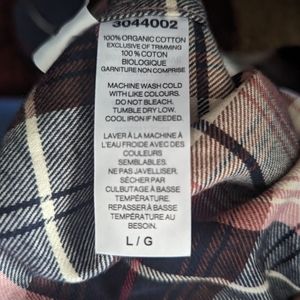 3044002
100% ORGANIC COTTON
EXCLUSIVE OF TRIMMING
100% COTON
BIOLOGIQUE
GARNITURE NON COMPRISE
MACHINE WASH COLD
WITH LIKE COLOURS.
DO NOT BLEACH.
TUMBLE DRY LOW.
COOL IRON IF NEEDED.
LAVER À LA MACHINE À
L'EAU FROIDE AVEC DES
COULEURS
SEMBLABLES.
NE PAS JAVELLISER.
SÉCHER PAR
CULBUTAGE À BASSE
TEMPÉRATURE.
REPASSER À BASSE
TEMPÉRATURE AU
BESOIN.
L / G